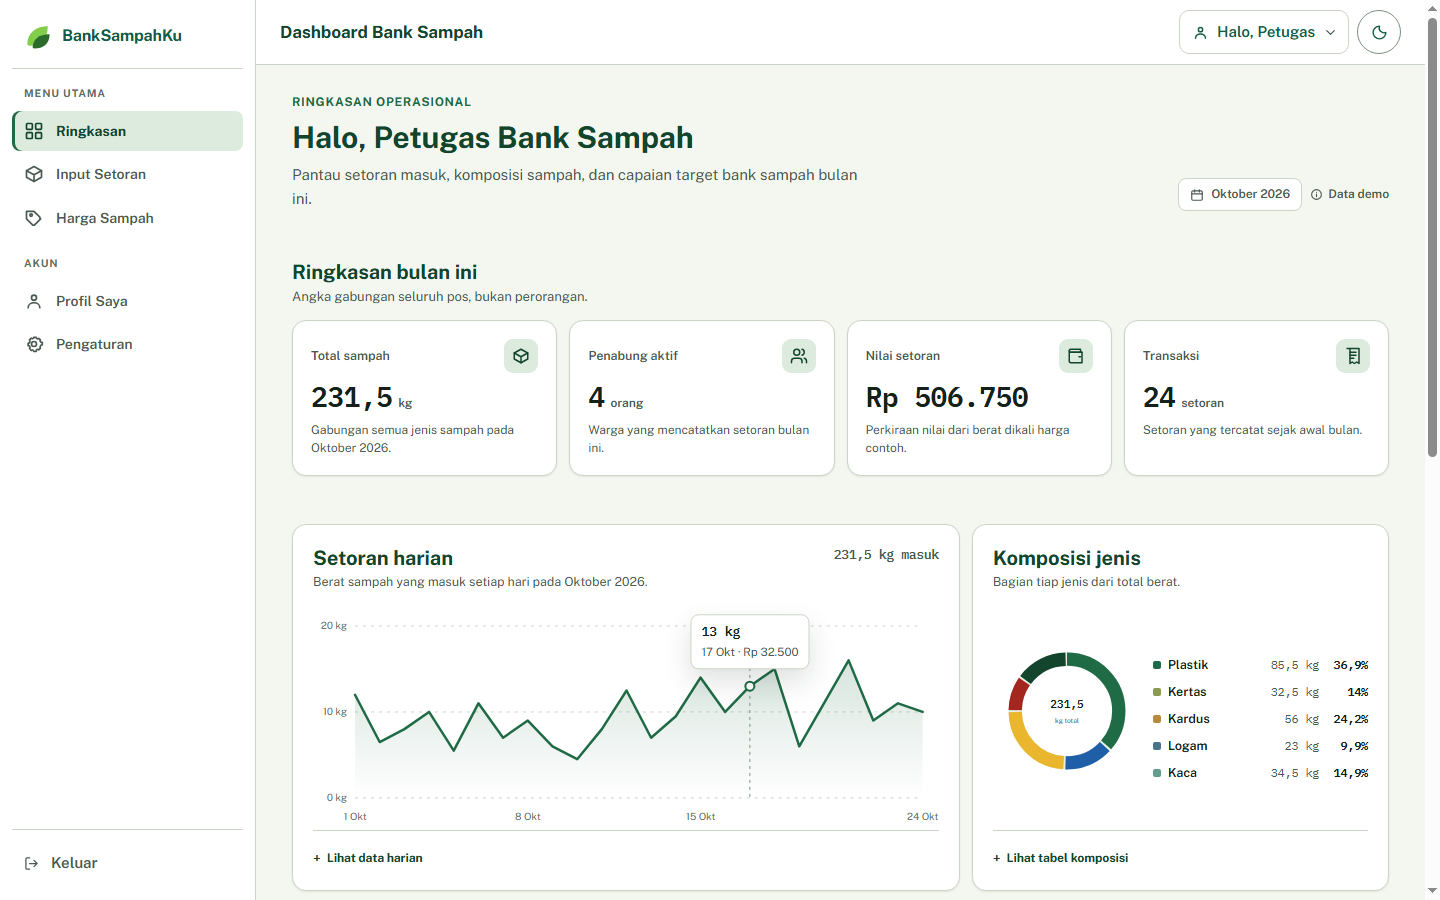 BankSampahKu
MENU UTAMA
Ringkasan
Input Setoran
Harga Sampah
AKUN
Profil Saya
Pengaturan
Keluar
Dashboard Bank Sampah
Halo, Petugas
RINGKASAN OPERASIONAL
Halo, Petugas Bank Sampah
Pantau setoran masuk, komposisi sampah, dan capaian target bank sampah bulan
ini.
Oktober 2026
Data demo
Ringkasan bulan ini
Angka gabungan seluruh pos, bukan perorangan.
Total sampah
231,5 kg
Gabungan semua jenis sampah pada
Oktober 2026.
Penabung aktif
4 orang
Warga yang mencatatkan setoran bulan
ini.
Nilai setoran
Rp 506.750
Perkiraan nilai dari berat dikali harga
contoh.
Transaksi
24 setoran
Setoran yang tercatat sejak awal bulan.
Setoran harian
231,5 kg masuk
Berat sampah yang masuk setiap hari pada Oktober 2026.
20 kg
10 kg
0 kg
13 kg
17 Okt · Rp 32.500
1 Okt
8 Okt
15 Okt
24 Okt
+ Lihat data harian
Komposisi jenis
Bagian tiap jenis dari total berat.
231,5
kg total
Plastik 85,5 kg 36,9%
Kertas 32,5 kg 14%
Kardus 56 kg 24,2%
Logam 23 kg 9,9%
Kaca 34,5 kg 14,9%
+ Lihat tabel komposisi